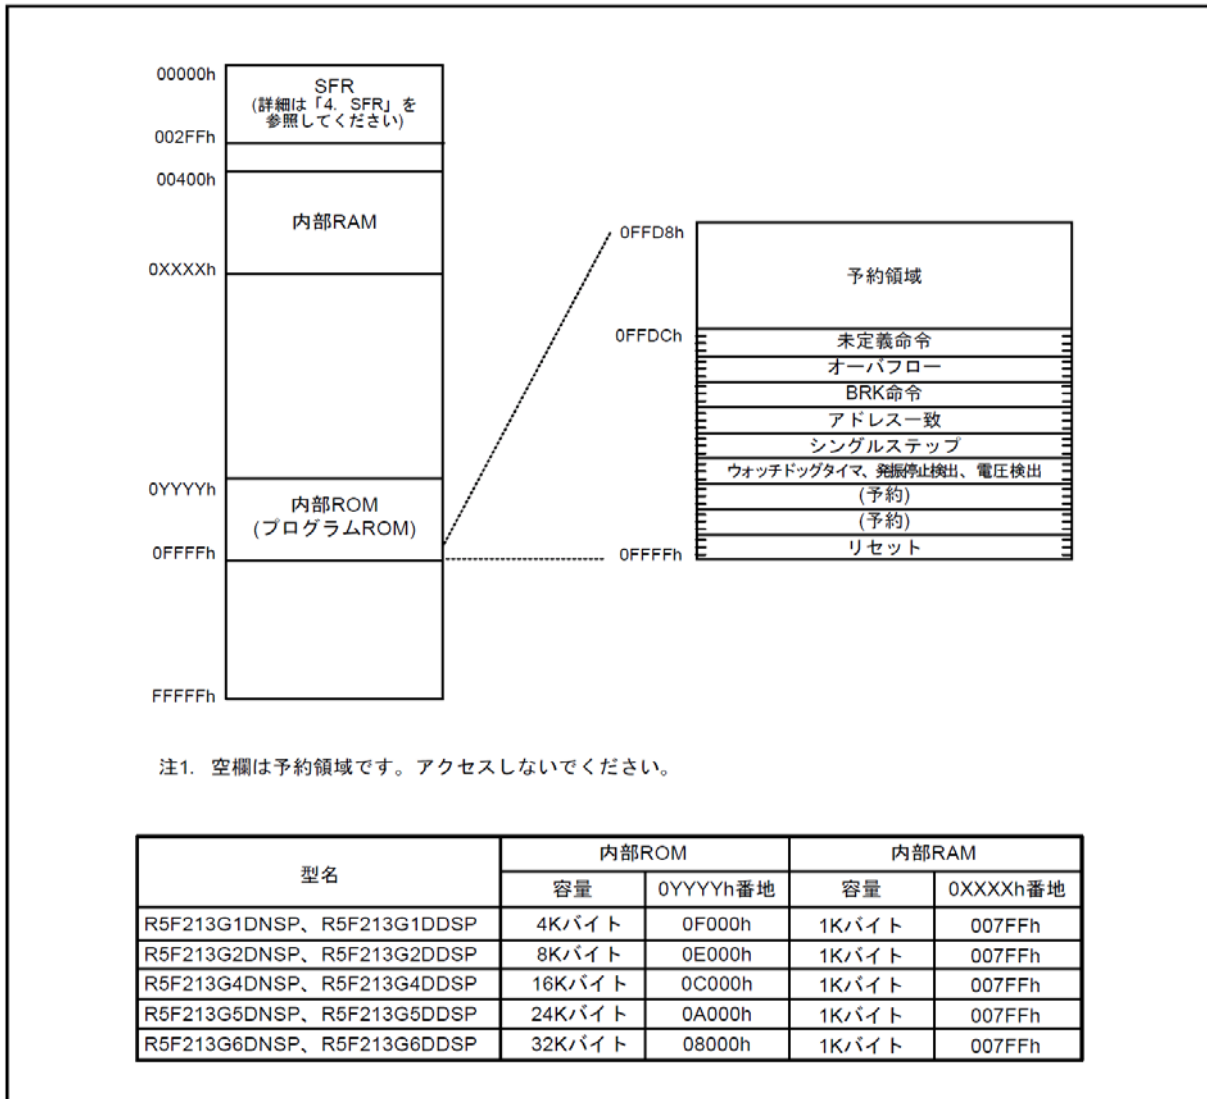 00000h
SFR
(詳細は「4. SFR」を
参照してください)
002FFh
00400h
内部RAM
0XXXXh
0YYYYh
内部ROM
(プログラムROM)
0FFFFh
FFFFFh
0FFD8h
予約領域
0FFDCh
未定義命令
オーバフロー
BRK命令
アドレス一致
シングルステップ
ウォッチドッグタイマ、発振停止検出、電圧検出
(予約)
(予約)
リセット
0FFFFh
注1. 空欄は予約領域です。アクセスしないでください。
型名 内部ROM 内部RAM
容量 0YYYYh番地 容量 0XXXXh番地
R5F213G1DNSP、R5F213G1DDSP 4Kバイト 0F000h 1Kバイト 007FFh
R5F213G2DNSP、R5F213G2DDSP 8Kバイト 0E000h 1Kバイト 007FFh
R5F213G4DNSP、R5F213G4DDSP 16Kバイト 0C000h 1Kバイト 007FFh
R5F213G5DNSP、R5F213G5DDSP 24Kバイト 0A000h 1Kバイト 007FFh
R5F213G6DNSP、R5F213G6DDSP 32Kバイト 08000h 1Kバイト 007FFh